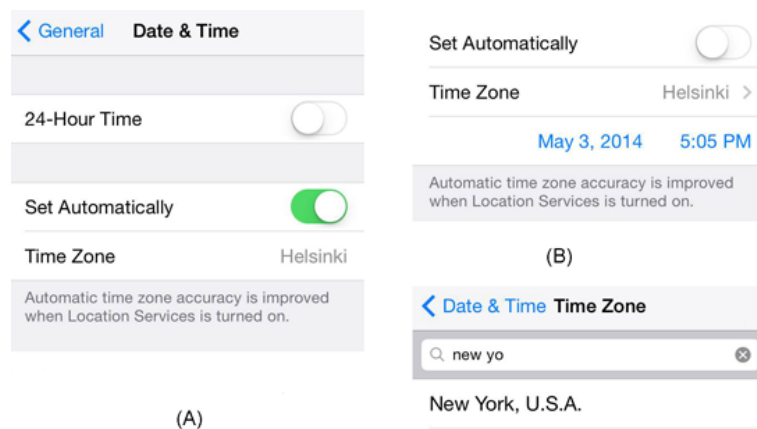 General Date & Time
24-Hour Time
Set Automatically
Time Zone Helsinki
Automatic time zone accuracy is improved
when Location Services is turned on.
(A)
Set Automatically
Time Zone Helsinki >
May 3, 2014 5:05 PM
Automatic time zone accuracy is improved
when Location Services is turned on.
(B)
Date & Time Time Zone
new yo
New York, U.S.A.